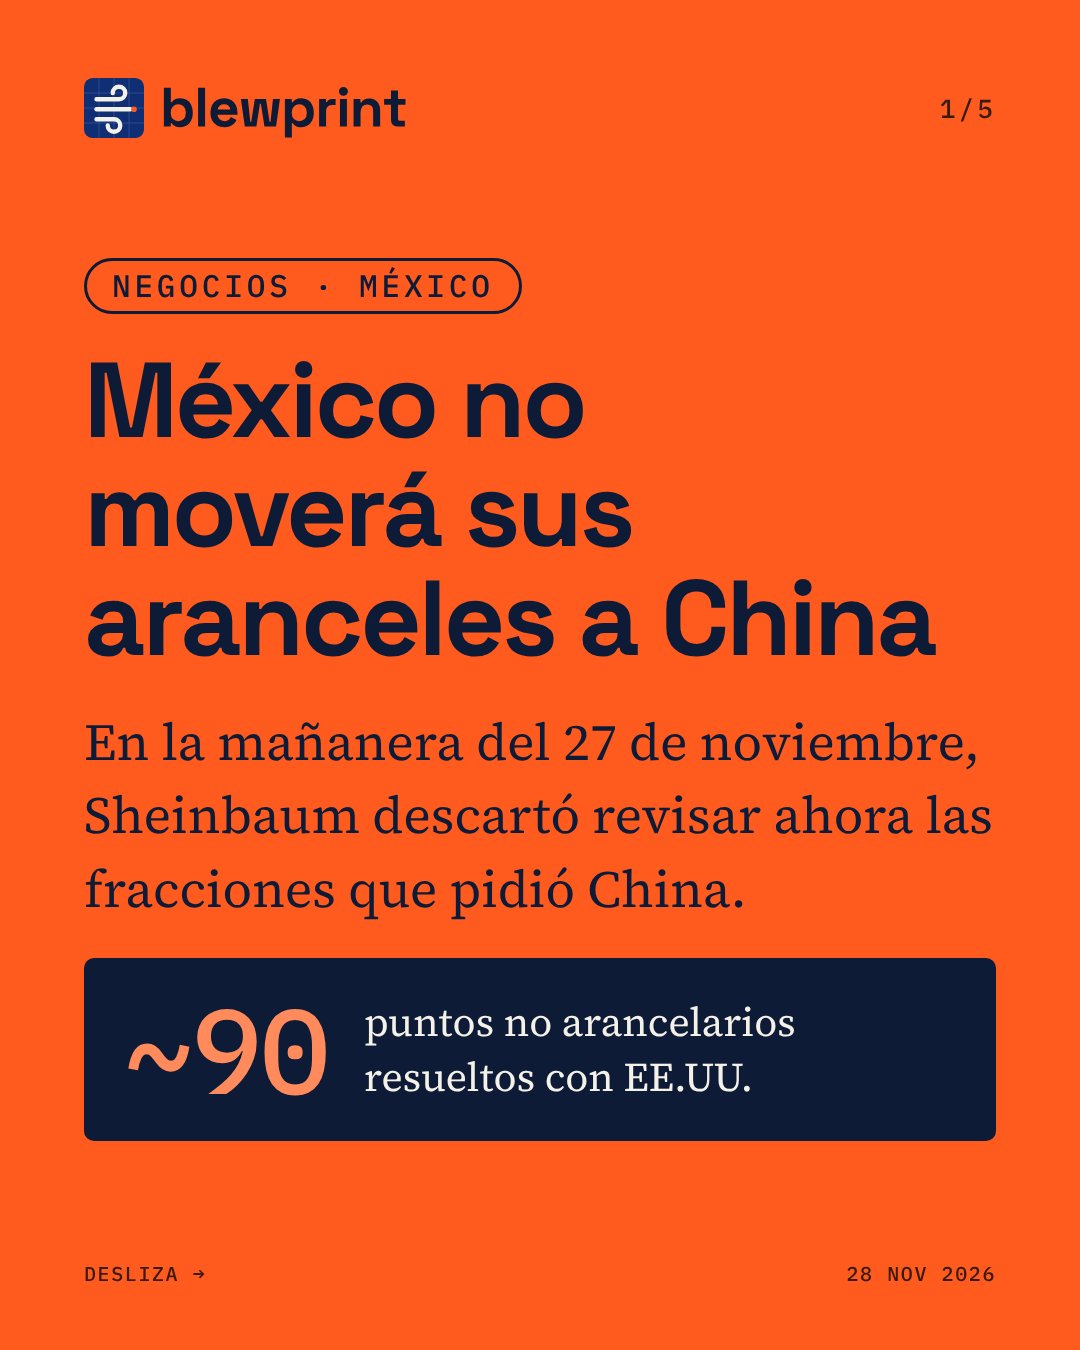 blewprint
1/5
NEGOCIOS · MÉXICO
México no
moverá sus
aranceles a China
En la mañanera del 27 de noviembre,
Sheinbaum descartó revisar ahora las
fracciones que pidió China.
~90
puntos no arancelarios
resueltos con EE.UU.
DESLIZA →
28 NOV 2026